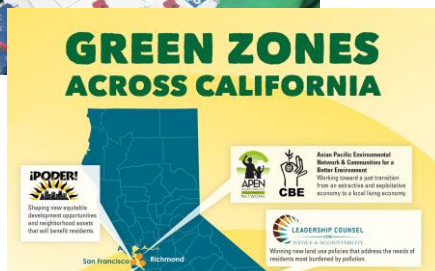 GREEN ZONES
ACROSS CALIFORNIA
¡PODER!
Shaping new equitable
development opportunities
and neighborhood assets
that will benefit residents.
APEN
NETWORK
CBE
Asian Pacific Environmental
Network & Communities for a
Better Environment
Working toward a just transition
from an extractive and exploitative
economy to a local living economy.
LEADERSHIP COUNSEL
FOR
JUSTICE & ACCOUNTABILITY
Winning new land use policies that address the needs of
residents most burdened by pollution.
San Francisco
Richmond